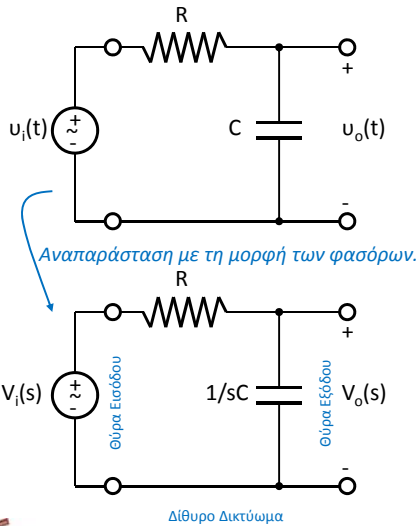 R
+
υi(t)
+
~
-
C
υo(t)
-
Αναπαράσταση με τη μορφή των φασόρων.
R
+
Vi(s)
+
~
-
Θύρα Εισόδου
1/sC
Θύρα Εξόδου
Vo(s)
-
Δίθυρο Δικτύωμα